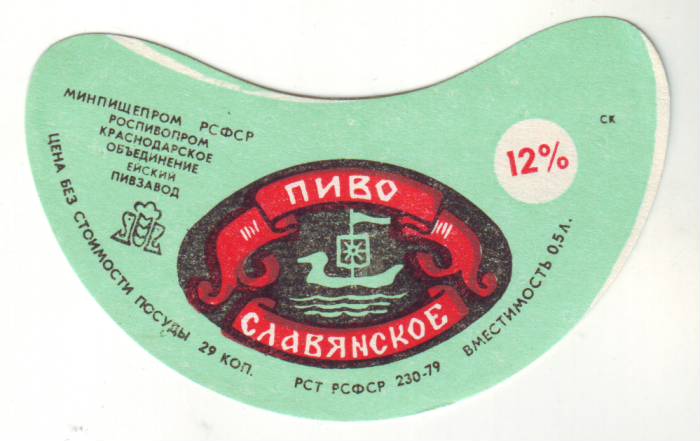 МИНПИЩЕПРОМ РСФСР
РОСПИВОПРОМ
КРАСНОДАРСКОЕ
ОБЪЕДИНЕНИЕ
ЕЙСКИЙ
ПИВЗАВОД
СК
12%
ПИВО
СЛАВЯНСКОЕ
ЦЕНА БЕЗ СТОИМОСТИ ПОСУДЫ 29 КОП.
РСТ РСФСР 230-79
ВМЕСТИМОСТЬ 0,5 Л.